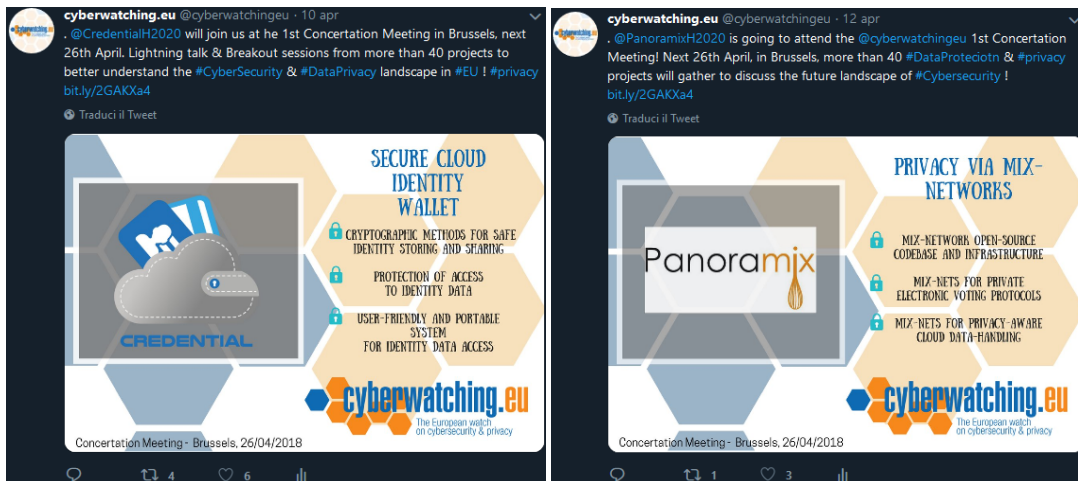 cyberwatching.eu @cyberwatchingeu · 10 apr
. @CredentialH2020 will join us at he 1st Concertation Meeting in Brussels, next
26th April. Lightning talk & Breakout sessions from more than 40 projects to
better understand the #CyberSecurity & #DataPrivacy landscape in #EU ! #privacy
bit.ly/2GAKXa4
Traduci il Tweet
SECURE CLOUD
IDENTITY
WALLET
CRYPTOGRAPHIC METHODS FOR SAFE
IDENTITY STORING AND SHARING
PROTECTION OF ACCESS
TO IDENTITY DATA
USER-FRIENDLY AND PORTABLE
SYSTEM
FOR IDENTITY DATA ACCESS
CREDENTIAL
cyberwatching.eu
The European watch
on cybersecurity & privacy
Concertation Meeting - Brussels, 26/04/2018
4
6
cyberwatching.eu @cyberwatchingeu · 12 apr
. @PanoramixH2020 is going to attend the @cyberwatchingeu 1st Concertation
Meeting! Next 26th April, in Brussels, more than 40 #DataProteciotn & #privacy
projects will gather to discuss the future landscape of #Cybersecurity !
bit.ly/2GAKXa4
Traduci il Tweet
PRIVACY VIA MIX-
NETWORKS
Panoramix
MIX-NETWORK OPEN-SOURCE
CODEBASE AND INFRASTRUCTURE
MIX-NETS FOR PRIVATE
ELECTRONIC VOTING PROTOCOLS
MIX-NETS FOR PRIVACY-AWARE
CLOUD DATA-HANDLING
cyberwatching.eu
The European watch
on cybersecurity & privacy
Concertation Meeting - Brussels, 26/04/2018
1
3